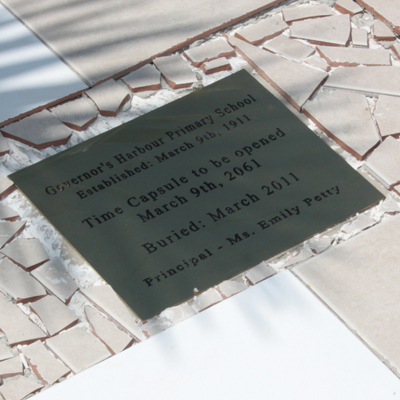 Governor's Harbour Primary School
Established: March 9th, 1911
Time Capsule to be opened
March 9th, 2061
Buried: March 2011
Principal - Ms. Emily Petty